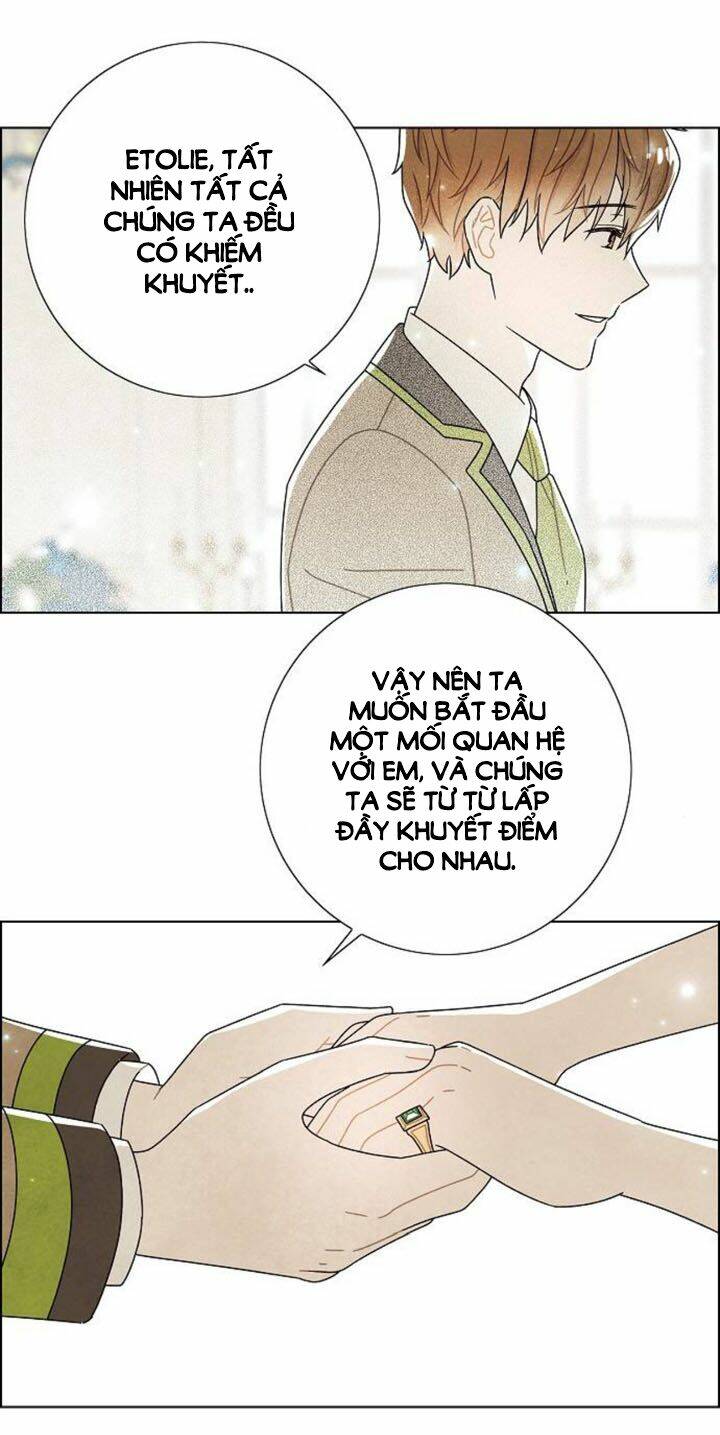 ETOLIE, TẤT
NHIÊN TẤT CẢ
CHÚNG TA ĐỀU
CÓ KHIẾM
KHUYẾT..
VẬY NÊN TA
MUỐN BẮT ĐẦU
MỘT MỐI QUAN HỆ
VỚI EM, VÀ CHÚNG
TA SẼ TỪ TỪ LẤP
ĐẦY KHUYẾT ĐIỂM
CHO NHAU.